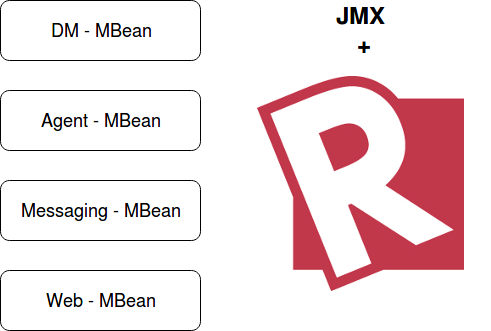 DM - MBean
Agent - MBean
Messaging - MBean
Web - MBean
JMX
+
R